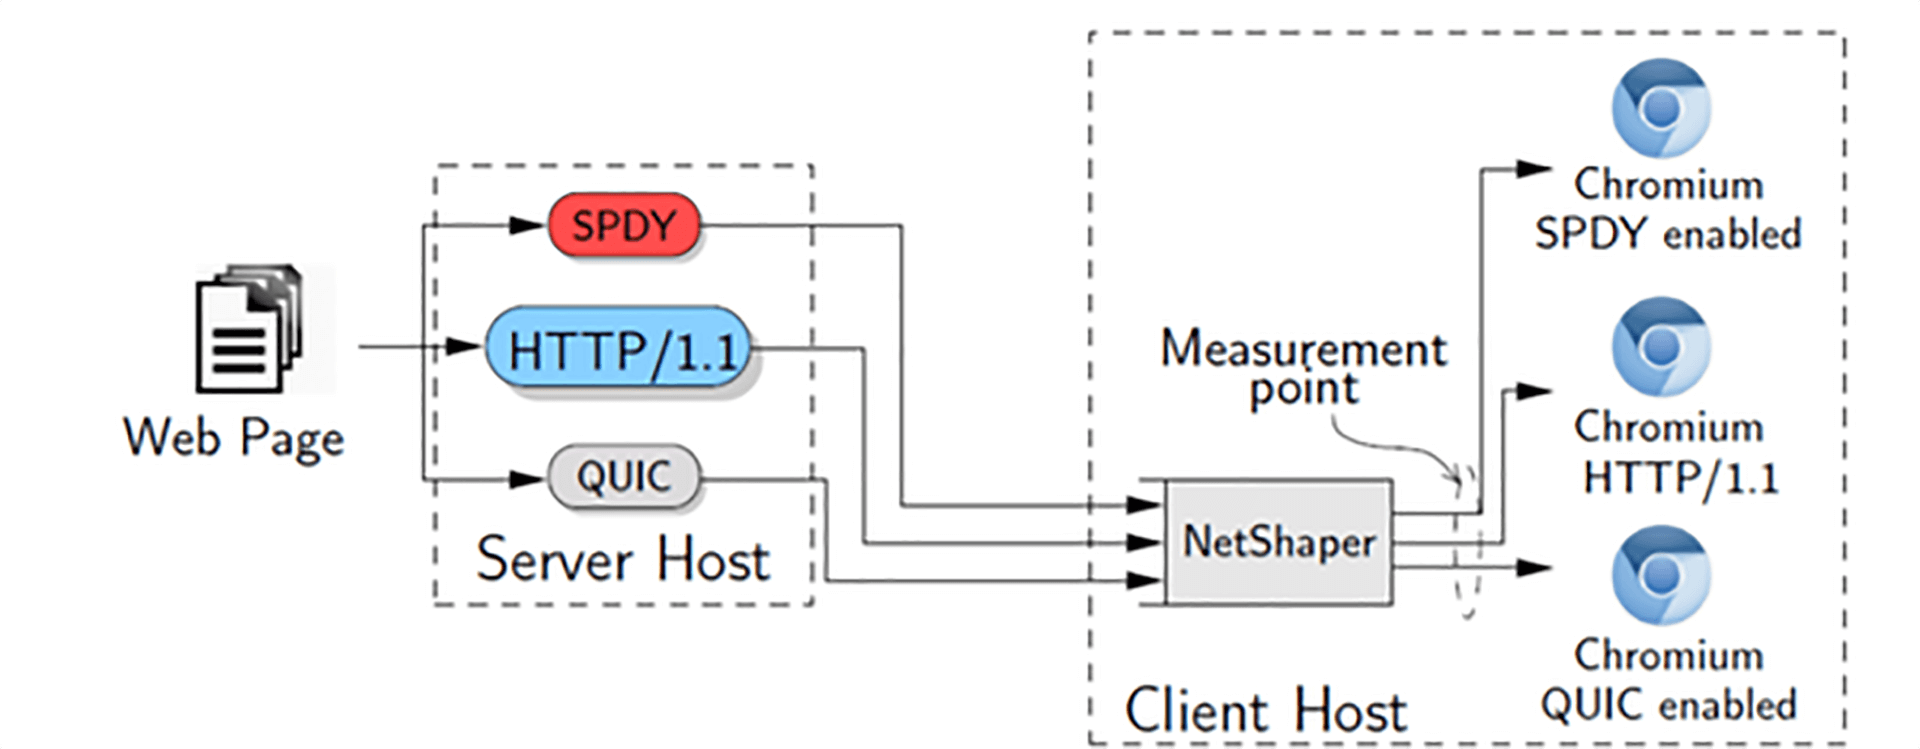 Web Page
SPDY
HTTP/1.1
QUIC
Server Host
Measurement
point
NetShaper
Client Host
Chromium
SPDY enabled
Chromium
HTTP/1.1
Chromium
QUIC enabled